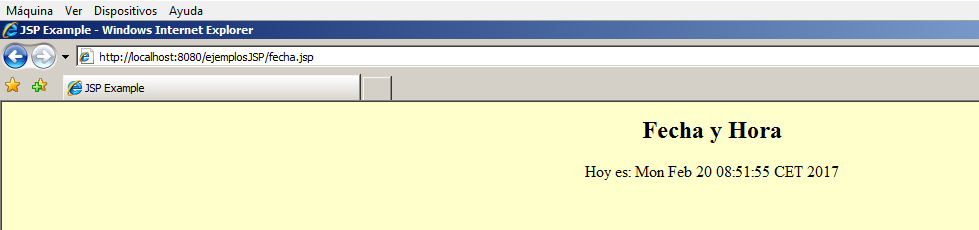 Máquina Ver Dispositivos Ayuda
JSP Example - Windows Internet Explorer
http://localhost:8080/ejemplosJSP/fecha.jsp
JSP Example
Fecha y Hora
Hoy es: Mon Feb 20 08:51:55 CET 2017